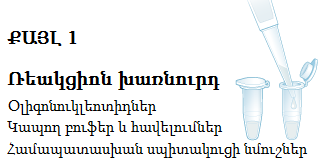 ՔԱՅԼ 1
Ռեակցիոն խառնուրդ
Օլիգոնուկլեոտիդներ
Կապող բուֆեր և հավելումներ
Համապատասխան սպիտակուցի նմուշներ